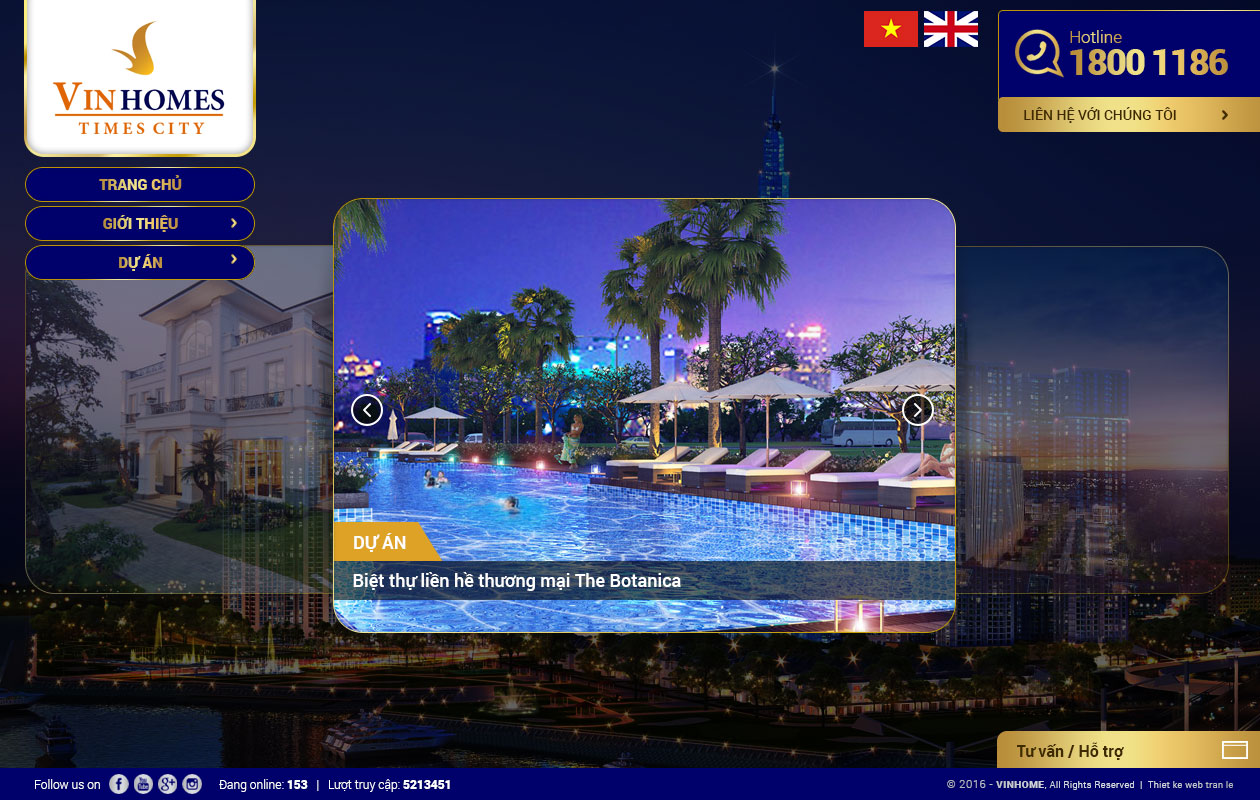 VINHOMES
TIMES CITY
Hotline
1800 1186
LIÊN HỆ VỚI CHÚNG TÔI
TRANG CHỦ
GIỚI THIỆU
DỰ ÁN
DỰ ÁN
Biệt thự liền hề thương mại The Botanica
Tư vấn / Hỗ trợ
Follow us on f You Tube g+ Đang online: 153 | Lượt truy cập: 5213451
© 2016 - VINHOME, All Rights Reserved | Thiet ke web tran le